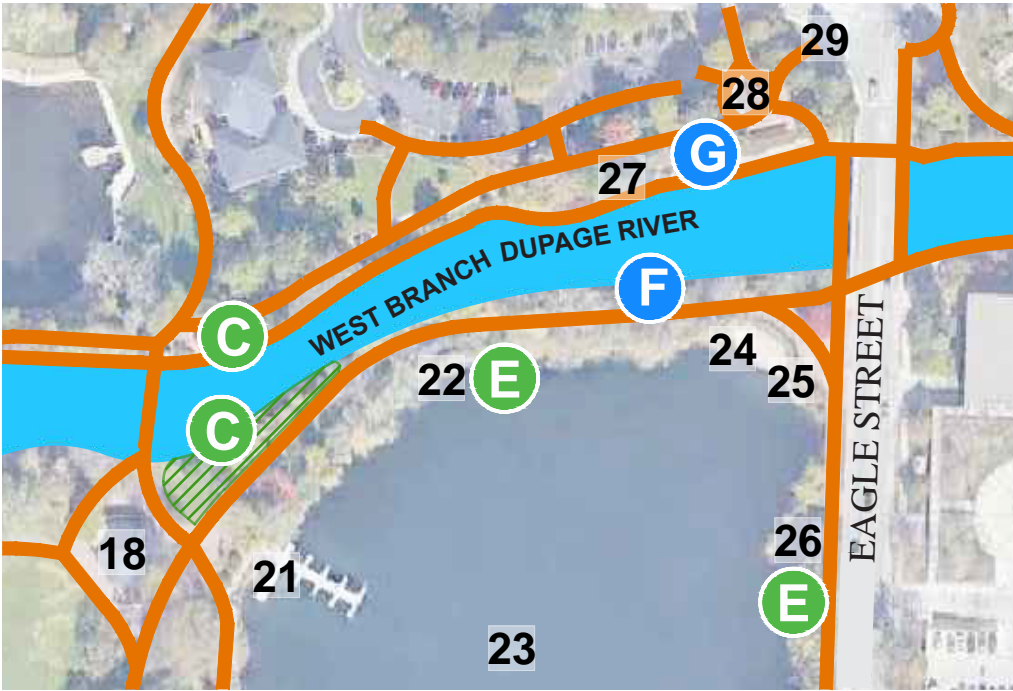 29
28
G
27
WEST BRANCH DUPAGE RIVER
F
C
24
22
E
25
C
EAGLE STREET
26
18
21
E
23